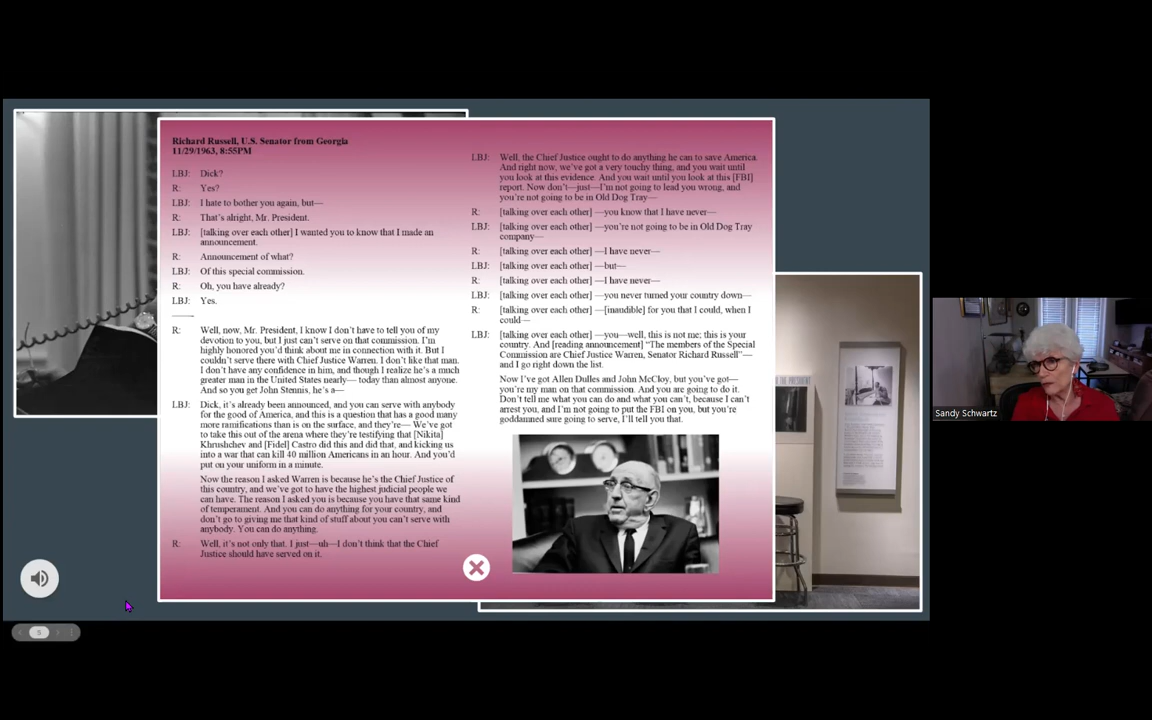 Richard Russell, U.S. Senator from Georgia
11/29/1963, 8:55PM
LBJ: Dick?
R: Yes?
LBJ: I hate to bother you again, but—
R: That's alright, Mr. President.
LBJ: [talking over each other] I wanted you to know that I made an
announcement.
R: Announcement of what?
LBJ: Of this special commission.
R: Oh, you have already?
LBJ: Yes.
R: Well, now, Mr. President, I know I don't have to tell you of my
devotion to you, but I just can't serve on that commission. I'm
highly honored you'd think about me in connection with it. But I
couldn't serve there with Chief Justice Warren. I don't like that man.
I don't have any confidence in him, and though I realize he's a much
greater man in the United States nearly— today than almost anyone.
And so you get John Stennis, he's a—
LBJ: Dick, it's already been announced, and you can serve with anybody
for the good of America, and this is a question that has a good many
more ramifications than is on the surface, and they're— We've got
to take this out of the arena where they're testifying that [Nikita]
Khrushchev and [Fidel] Castro did this and did that, and kicking us
into a war that can kill 40 million Americans in an hour. And you'd
put on your uniform in a minute.
Now the reason I asked Warren is because he's the Chief Justice of
this country, and we've got to have the highest judicial people we
can have. The reason I asked you is because you have that same kind
of temperament. And you can do anything for your country, and
don't go to giving me that kind of stuff about you can't serve with
anybody. You can do anything.
R: Well, it's not only that. I just—uh—I don't think that the Chief
Justice should have served on it.
LBJ: Well, the Chief Justice ought to do anything he can to save America.
And right now, we've got a very touchy thing, and you wait until
you look at this evidence. And you wait until you look at this [FBI]
report. Now don't—just—I'm not going to lead you wrong, and
you're not going to be in Old Dog Tray—
R: [talking over each other] —you know that I have never—
LBJ: [talking over each other] —you're not going to be in Old Dog Tray
company—
R: [talking over each other] —I have never—
LBJ: [talking over each other] —but—
R: [talking over each other] —I have never—
LBJ: [talking over each other] —you never turned your country down—
R: [talking over each other] —[inaudible] for you that I could, when I
could—
LBJ: [talking over each other] —you—well, this is not me; this is your
country. And [reading announcement] "The members of the Special
Commission are Chief Justice Warren, Senator Richard Russell"—
and I go right down the list.
Now I've got Allen Dulles and John McCloy, but you've got—
you're my man on that commission. And you are going to do it.
Don't tell me what you can do and what you can't, because I can't
arrest you, and I'm not going to put the FBI on you, but you're
goddamned sure going to serve, I'll tell you that.
Sandy Schwartz
5